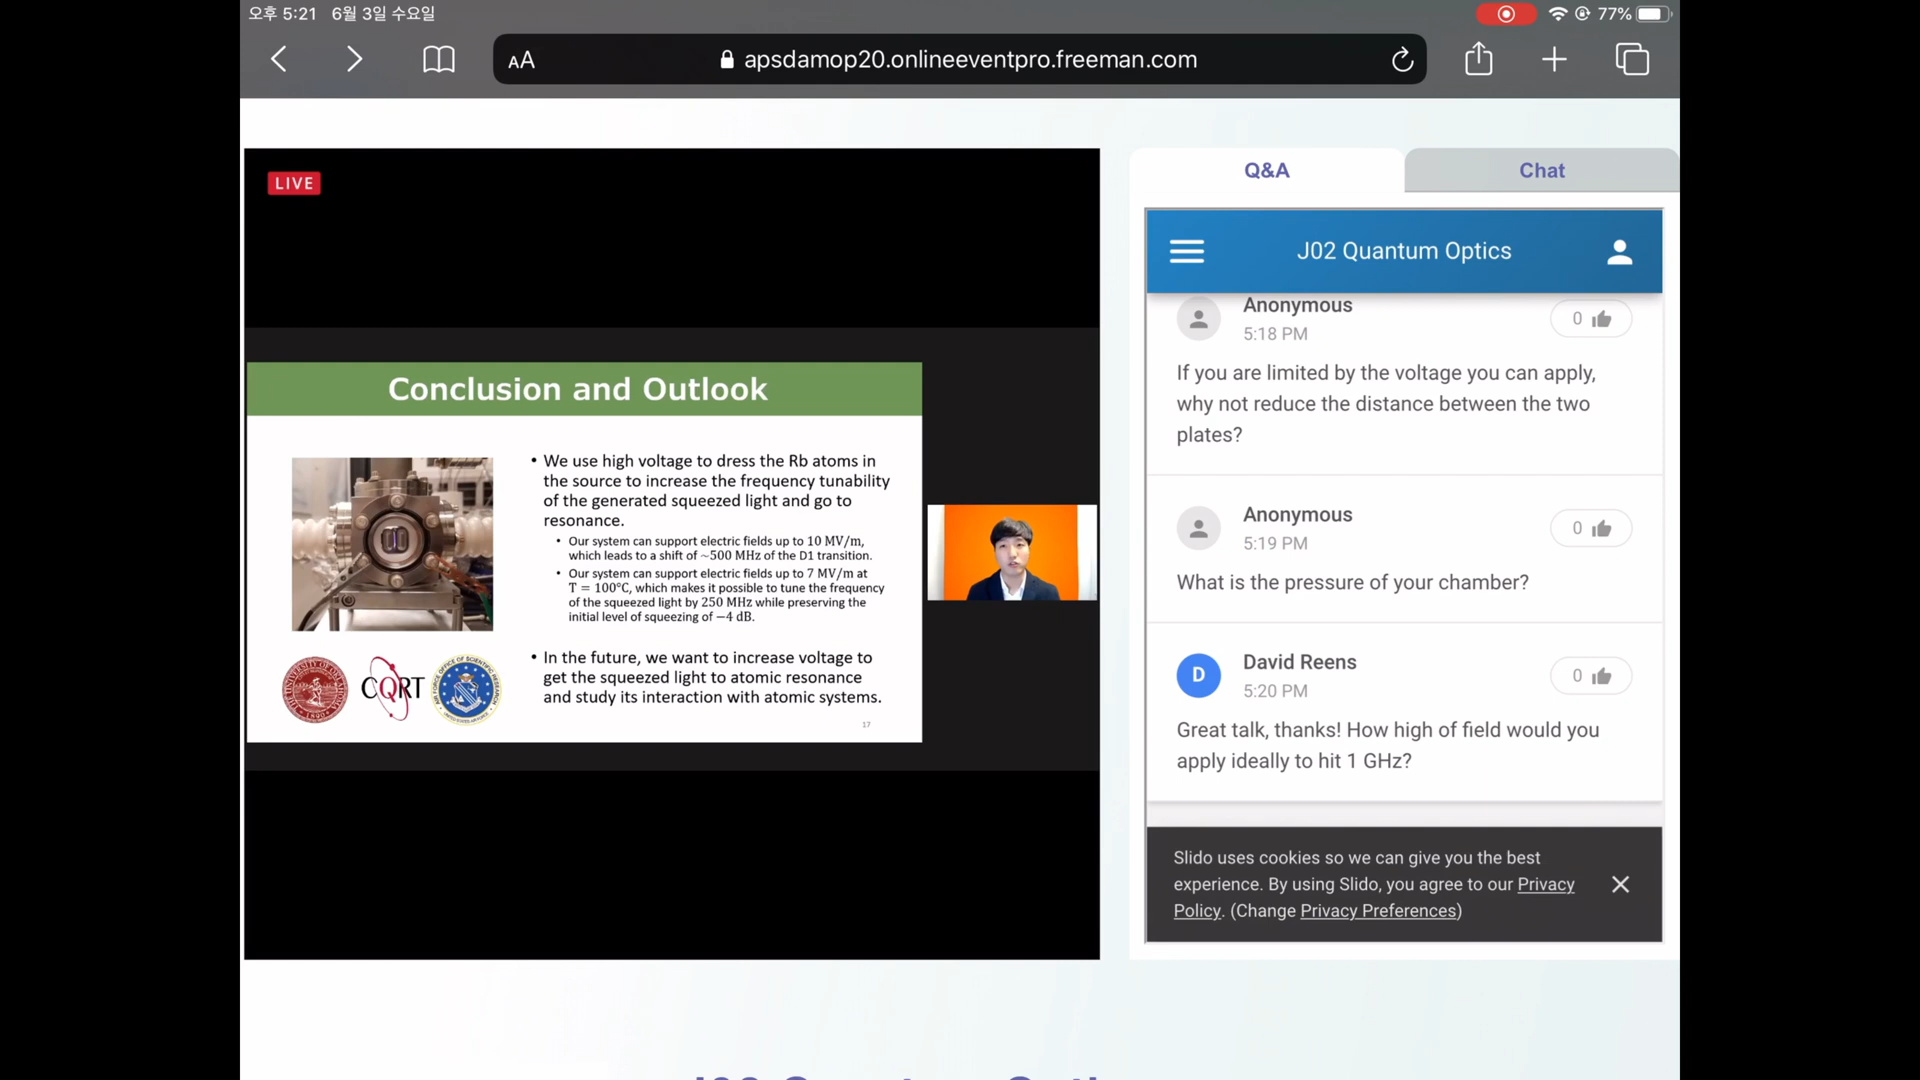 오후 5:21 6월 3일 수요일
77%
AA
apsdamop20.onlineeventpro.freeman.com
LIVE
Conclusion and Outlook
• We use high voltage to dress the Rb atoms in
the source to increase the frequency tunability
of the generated squeezed light and go to
resonance.
• Our system can support electric fields up to 10 MV/m,
which leads to a shift of ~500 MHz of the D1 transition.
• Our system can support electric fields up to 7 MV/m at
T = 100°C, which makes it possible to tune the frequency
of the squeezed light by 250 MHz while preserving the
initial level of squeezing of −4 dB.
• In the future, we want to increase voltage to
get the squeezed light to atomic resonance
and study its interaction with atomic systems.
CQRT
17
Q&A
Chat
J02 Quantum Optics
Anonymous
0
5:18 PM
If you are limited by the voltage you can apply,
why not reduce the distance between the two
plates?
Anonymous
0
5:19 PM
What is the pressure of your chamber?
D
David Reens
0
5:20 PM
Great talk, thanks! How high of field would you
apply ideally to hit 1 GHz?
Slido uses cookies so we can give you the best
experience. By using Slido, you agree to our Privacy
Policy. (Change Privacy Preferences)